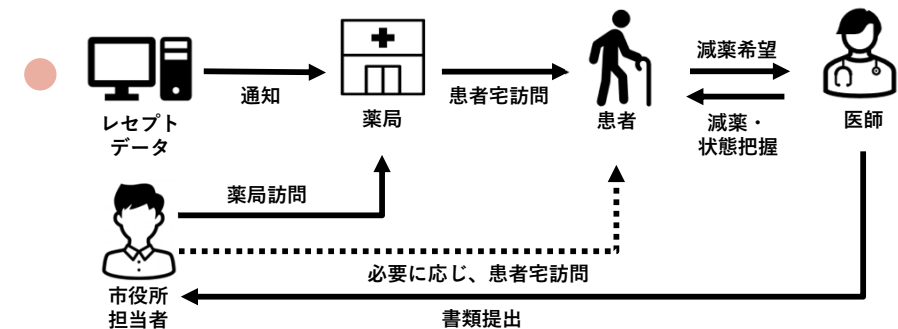 レセプト
データ
通知
薬局
患者宅訪問
患者
減薬希望
減薬・
状態把握
医師
薬局訪問
必要に応じ、患者宅訪問
市役所
担当者
書類提出